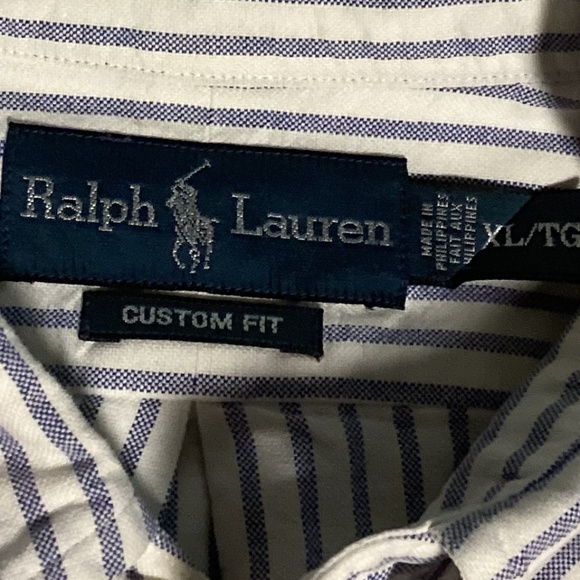 Ralph Lauren
MADE IN
PHILIPPINES
FAIT AUX
PHILIPPINES
XL/TG
CUSTOM FIT